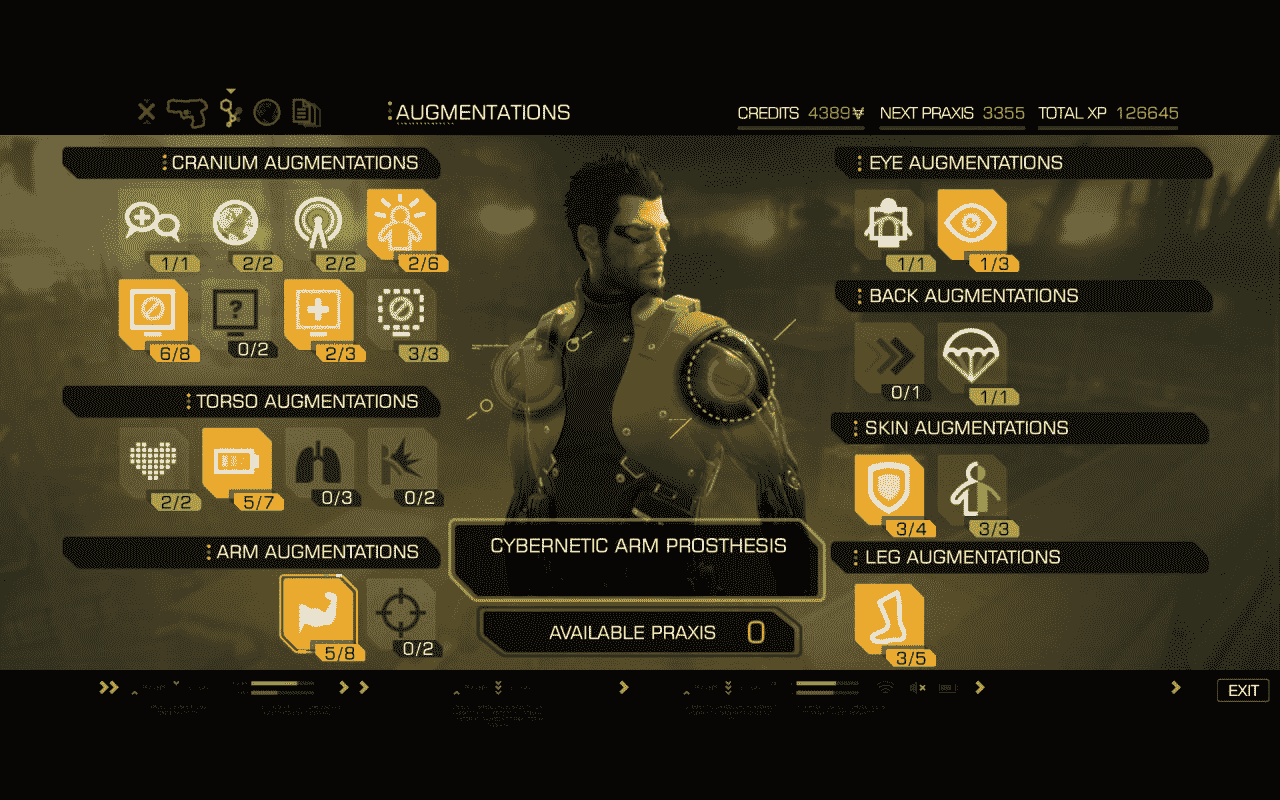 AUGMENTATIONS
CREDITS 4389 NEXT PRAXIS 3355 TOTAL XP 126645
CRANIUM AUGMENTATIONS
1/1 2/2 2/2 2/6
?
6/8 0/2 2/3 3/3
TORSO AUGMENTATIONS
2/2 5/7 0/3 0/2
ARM AUGMENTATIONS
5/8 0/2
CYBERNETIC ARM PROSTHESIS
AVAILABLE PRAXIS 0
EYE AUGMENTATIONS
1/1 1/3
BACK AUGMENTATIONS
0/1 1/1
SKIN AUGMENTATIONS
3/4 3/3
LEG AUGMENTATIONS
3/5
EXIT